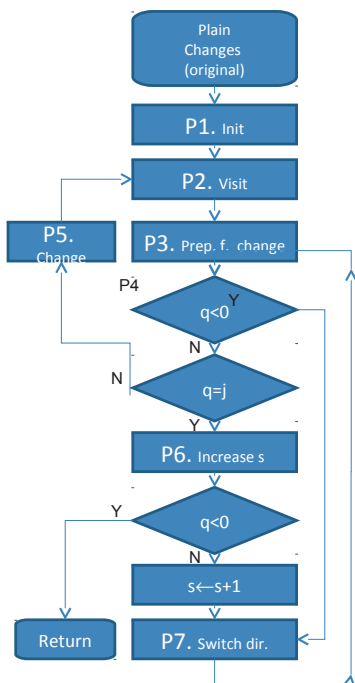 Plain
Changes
(original)
P1. Init
P2. Visit
P5.
Change
P3. Prep. f. change
P4
q<0
Y
N
N
q=j
Y
P6. Increase s
Y
q<0
N
s←s+1
Return
P7. Switch dir.